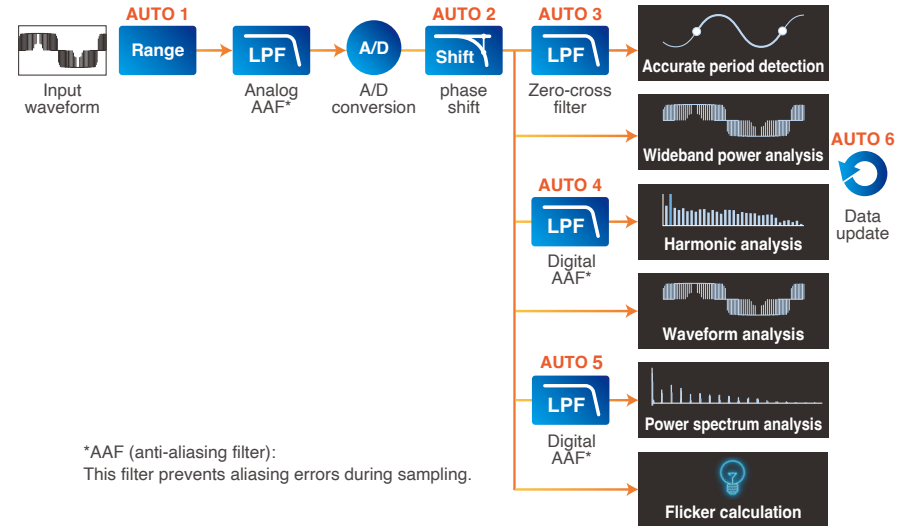 AUTO 1
Range
Input
waveform
LPF
Analog
AAF*
A/D
A/D
conversion
AUTO 2
Shift
phase
shift
AUTO 3
LPF
Zero-cross
filter
Accurate period detection
Wideband power analysis
AUTO 4
LPF
Digital
AAF*
Harmonic analysis
AUTO 6
Data
update
Waveform analysis
AUTO 5
LPF
Digital
AAF*
Power spectrum analysis
Flicker calculation
*AAF (anti-aliasing filter):
This filter prevents aliasing errors during sampling.